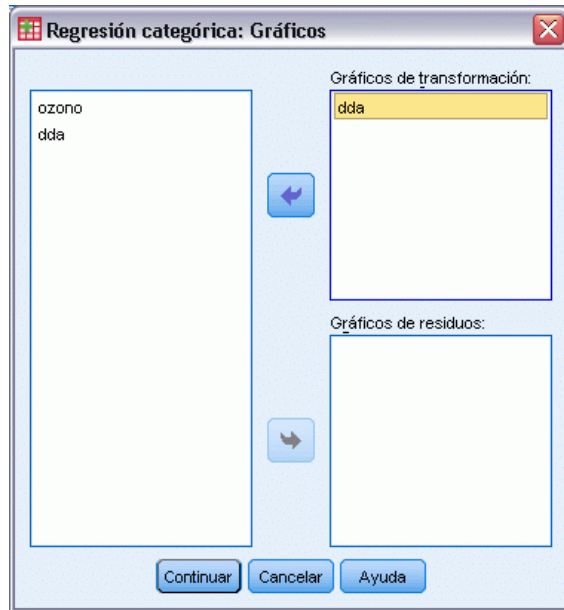 Regresión categórica: Gráficos
ozono
dda
Gráficos de transformación:
dda
Gráficos de residuos:
Continuar
Cancelar
Ayuda